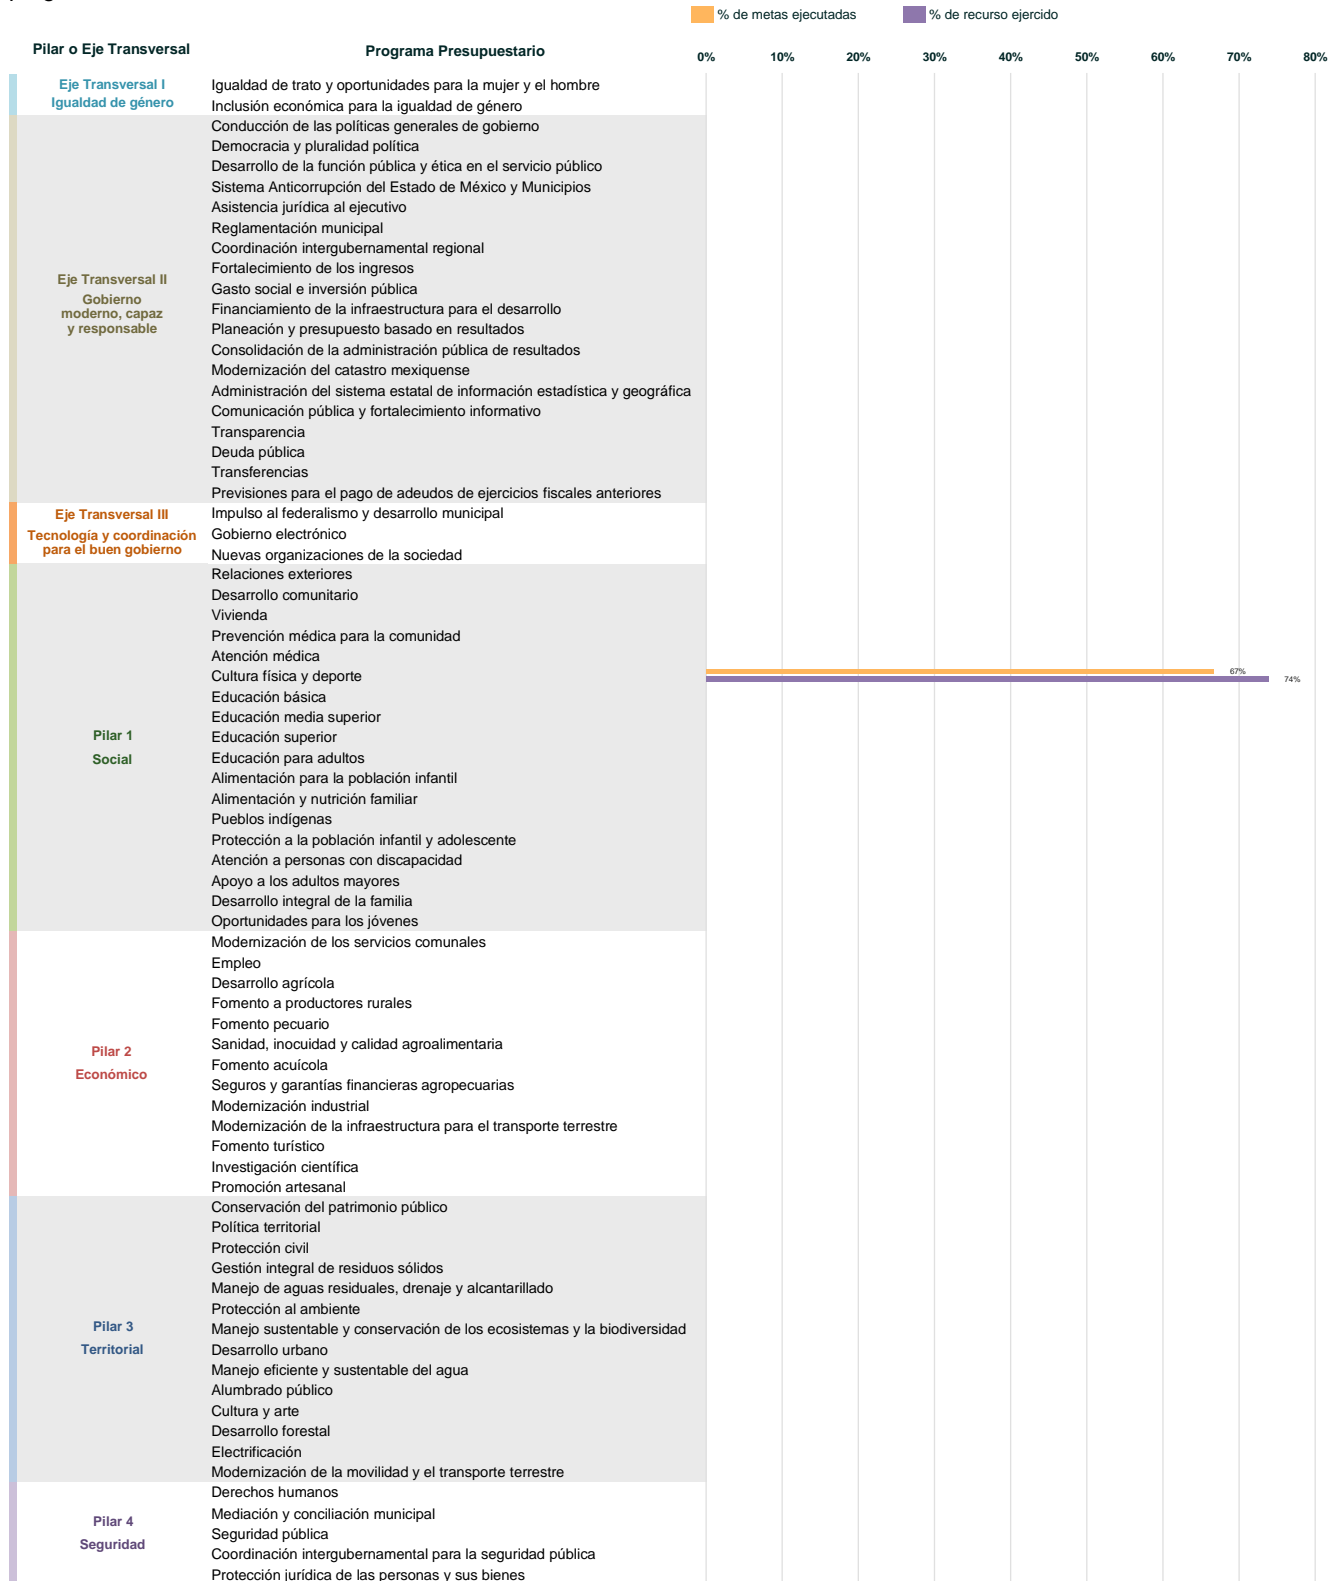 % de metas ejecutadas
% de recurso ejercido
Pilar o Eje Transversal
Programa Presupuestario
0% 10% 20% 30% 40% 50% 60% 70% 80%
Eje Transversal I
Igualdad de género
Igualdad de trato y oportunidades para la mujer y el hombre
Inclusión económica para la igualdad de género
Eje Transversal II
Gobierno
moderno, capaz
y responsable
Conducción de las políticas generales de gobierno
Democracia y pluralidad política
Desarrollo de la función pública y ética en el servicio público
Sistema Anticorrupción del Estado de México y Municipios
Asistencia jurídica al ejecutivo
Reglamentación municipal
Coordinación intergubernamental regional
Fortalecimiento de los ingresos
Gasto social e inversión pública
Financiamiento de la infraestructura para el desarrollo
Planeación y presupuesto basado en resultados
Consolidación de la administración pública de resultados
Modernización del catastro mexiquense
Administración del sistema estatal de información estadística y geográfica
Comunicación pública y fortalecimiento informativo
Transparencia
Deuda pública
Transferencias
Previsiones para el pago de adeudos de ejercicios fiscales anteriores
Eje Transversal III
Tecnología y coordinación
para el buen gobierno
Impulso al federalismo y desarrollo municipal
Gobierno electrónico
Nuevas organizaciones de la sociedad
Pilar 1
Social
Relaciones exteriores
Desarrollo comunitario
Vivienda
Prevención médica para la comunidad
Atención médica
Cultura física y deporte
67%
74%
Educación básica
Educación media superior
Educación superior
Educación para adultos
Alimentación para la población infantil
Alimentación y nutrición familiar
Pueblos indígenas
Protección a la población infantil y adolescente
Atención a personas con discapacidad
Apoyo a los adultos mayores
Desarrollo integral de la familia
Oportunidades para los jóvenes
Pilar 2
Económico
Modernización de los servicios comunales
Empleo
Desarrollo agrícola
Fomento a productores rurales
Fomento pecuario
Sanidad, inocuidad y calidad agroalimentaria
Fomento acuícola
Seguros y garantías financieras agropecuarias
Modernización industrial
Modernización de la infraestructura para el transporte terrestre
Fomento turístico
Investigación científica
Promoción artesanal
Pilar 3
Territorial
Conservación del patrimonio público
Política territorial
Protección civil
Gestión integral de residuos sólidos
Manejo de aguas residuales, drenaje y alcantarillado
Protección al ambiente
Manejo sustentable y conservación de los ecosistemas y la biodiversidad
Desarrollo urbano
Manejo eficiente y sustentable del agua
Alumbrado público
Cultura y arte
Desarrollo forestal
Electrificación
Modernización de la movilidad y el transporte terrestre
Pilar 4
Seguridad
Derechos humanos
Mediación y conciliación municipal
Seguridad pública
Coordinación intergubernamental para la seguridad pública
Protección jurídica de las personas y sus bienes